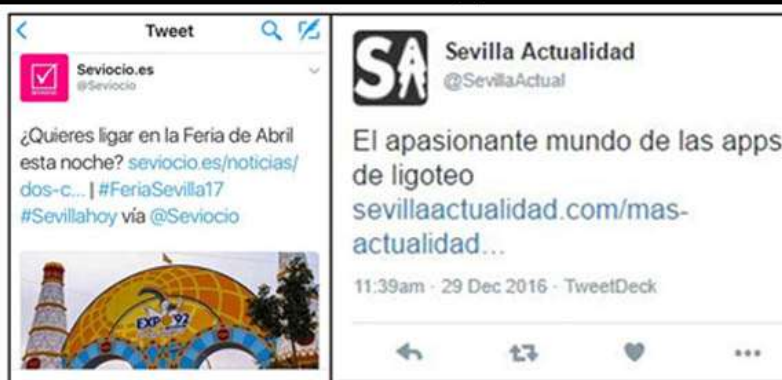 Tweet
Seviocio.es
@Seviocio
¿Quieres ligar en la Feria de Abril
esta noche? seviocio.es/noticias/
dos-c... | #FeriaSevilla17
#Sevillahoy vía @Seviocio
EXPO'92
SA
Sevilla Actualidad
@SevillaActual
El apasionante mundo de las apps
de ligoteo
sevillaactualidad.com/mas-
actualidad...
11:39am · 29 Dec 2016 · TweetDeck